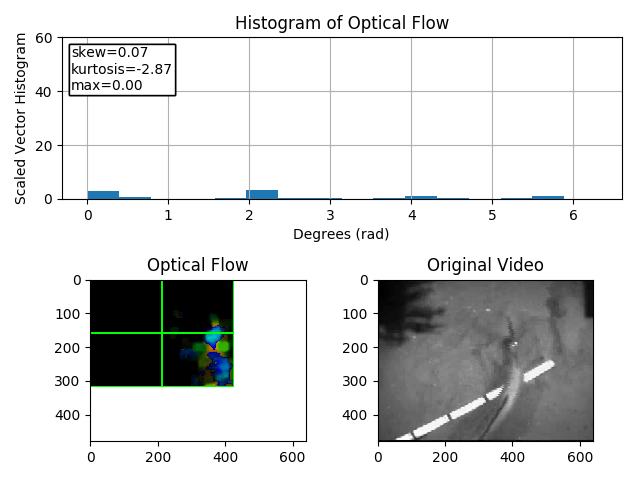 Histogram of Optical Flow
Scaled Vector Histogram
60
40
20
0
skew=0.07
kurtosis=-2.87
max=0.00
0 1 2 3 4 5 6
Degrees (rad)
Optical Flow
0
100
200
300
400
0 200 400 600
Original Video
0
100
200
300
400
0 200 400 600